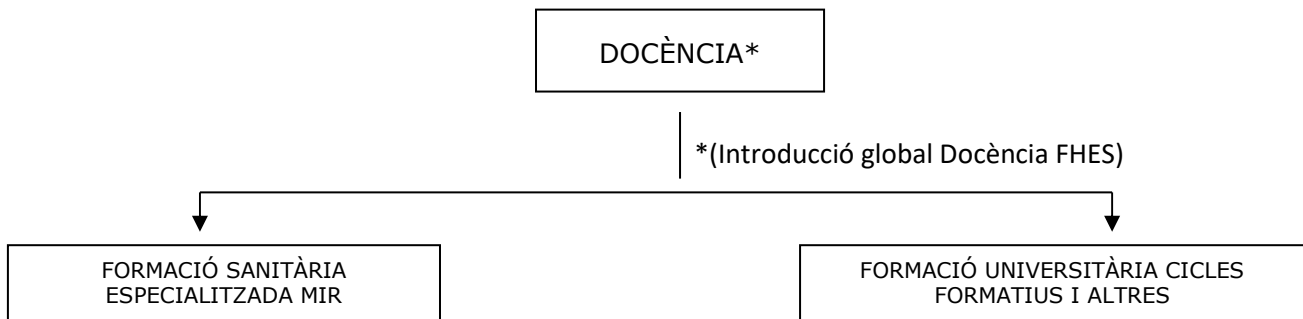 DOCÈNCIA*
*(Introducció global Docència FHES)
FORMACIÓ SANITÀRIA
ESPECIALITZADA MIR
FORMACIÓ UNIVERSITÀRIA CICLES
FORMATIUS I ALTRES